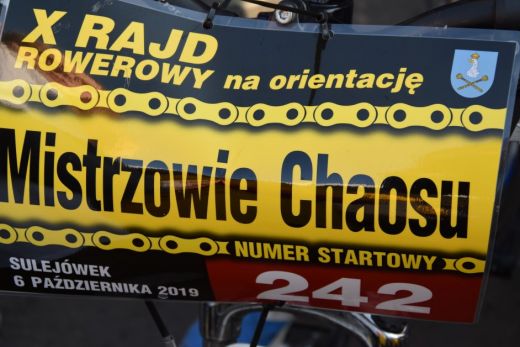 X RAJD
ROWEROWY na orientację
Mistrzowie Chaosu
NUMER STARTOWY
SULEJÓWEK
6 PAŹDZIERNIKA 2019
242